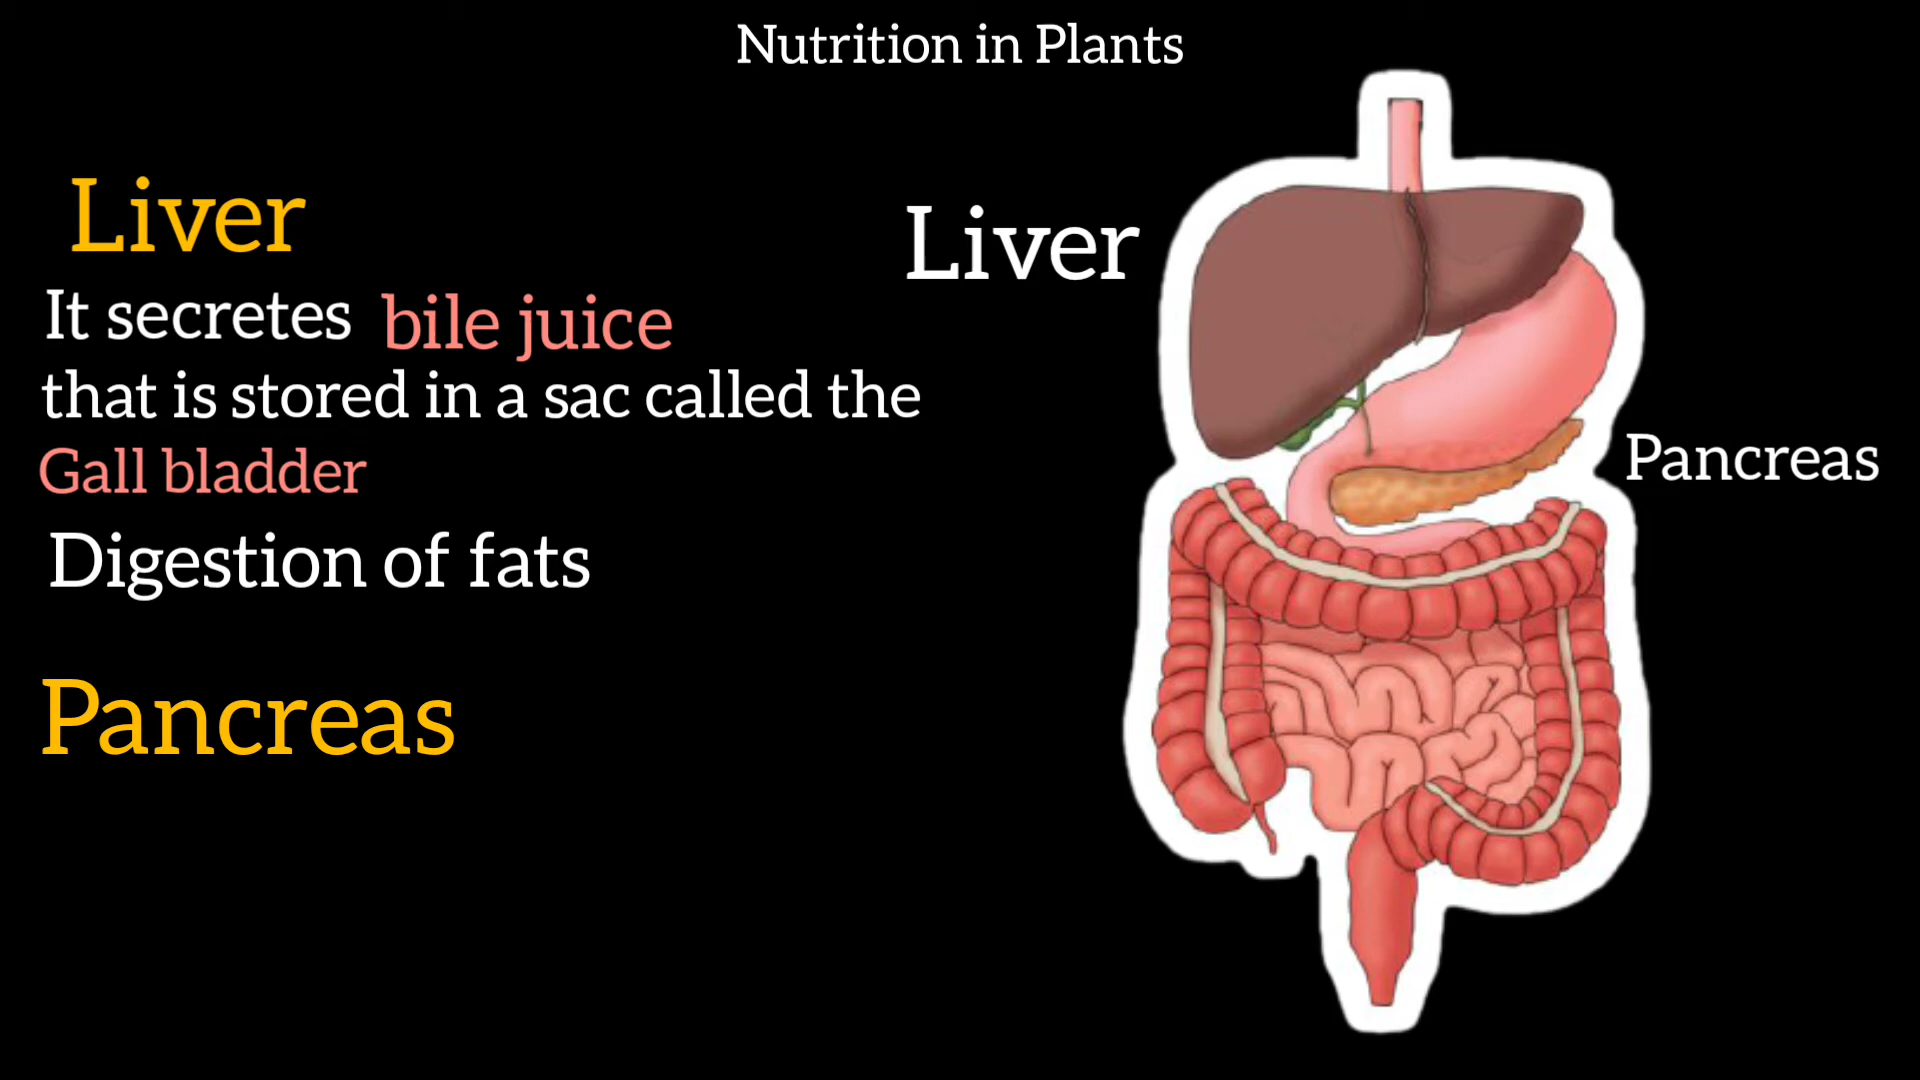 Nutrition in Plants
Liver
It secretes bile juice
that is stored in a sac called the
Gall bladder
Digestion of fats
Pancreas
Liver
Pancreas